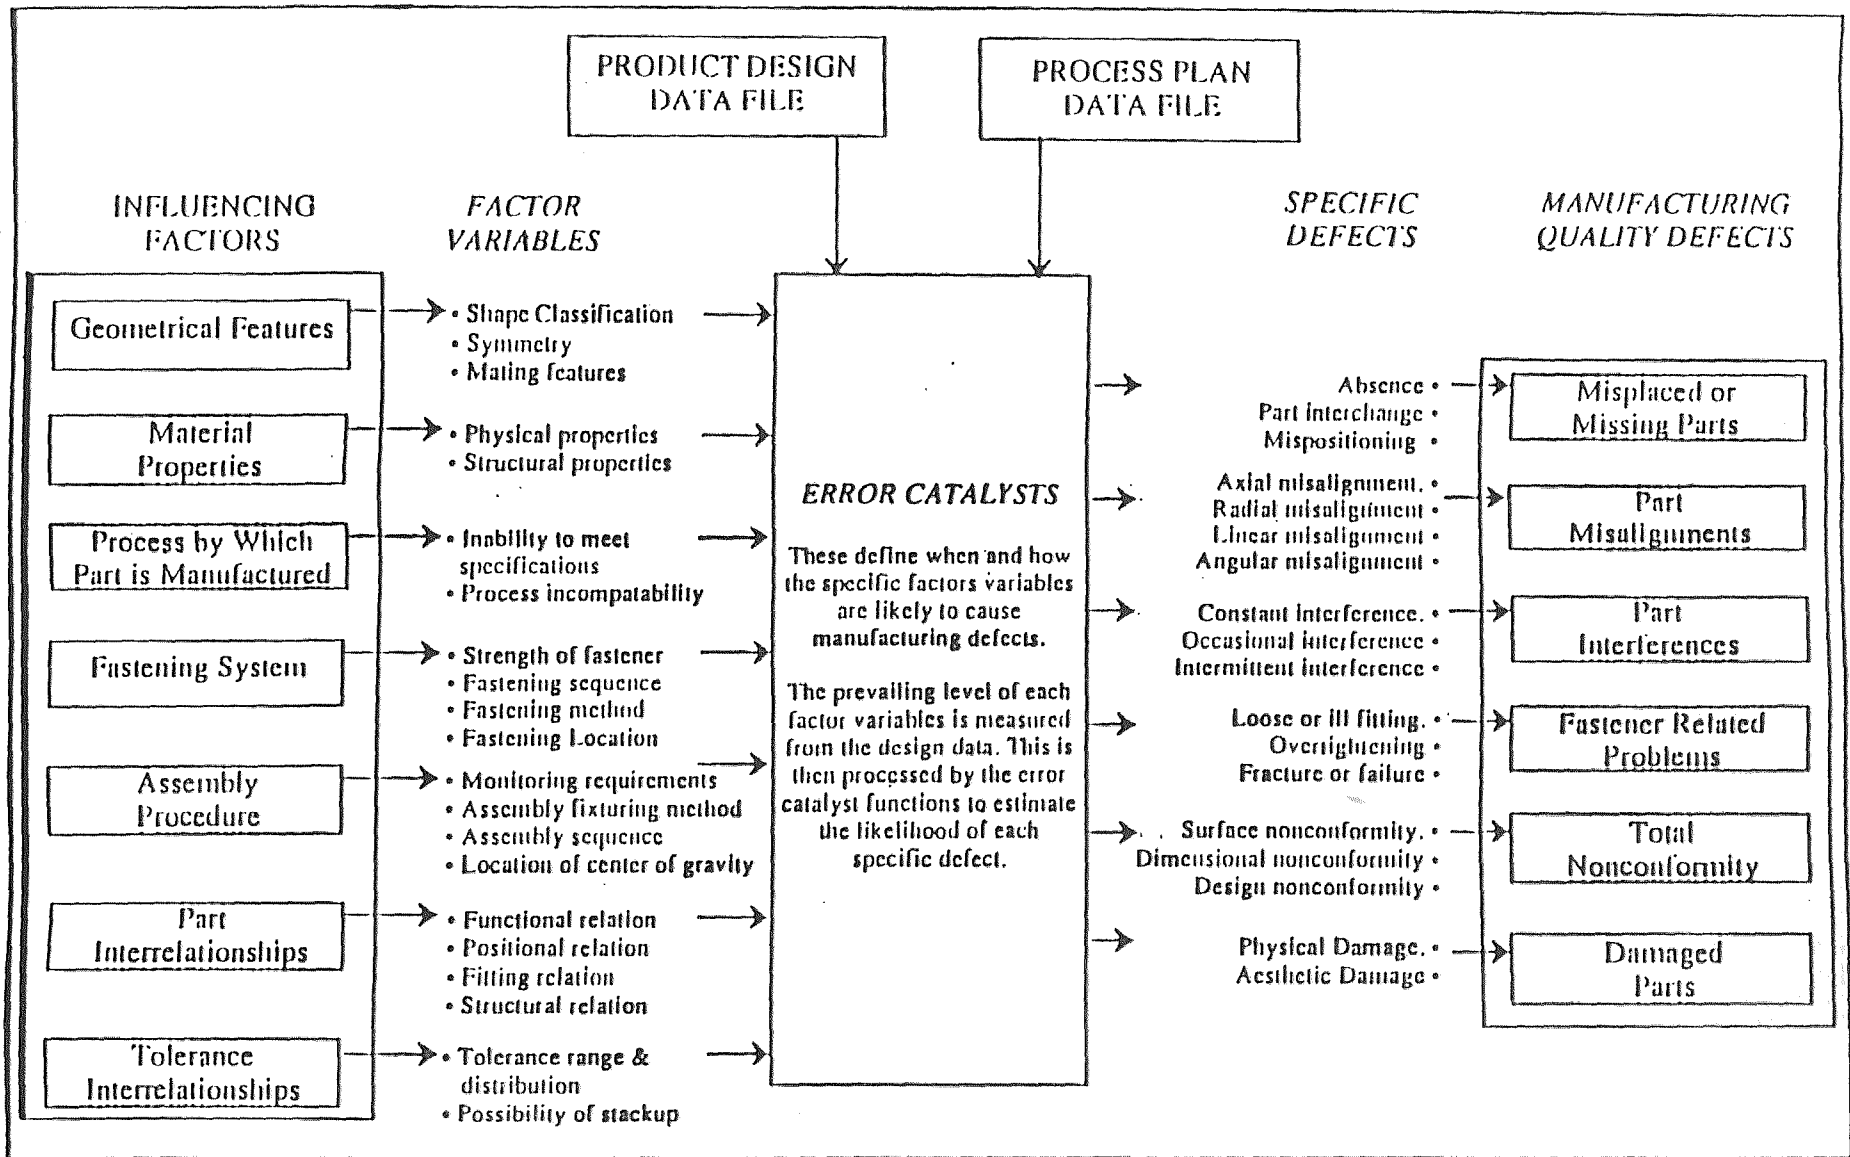 PRODUCT DESIGN
DATA FILE
PROCESS PLAN
DATA FILE
INFLUENCING
FACTORS
FACTOR
VARIABLES
SPECIFIC
DEFECTS
MANUFACTURING
QUALITY DEFECTS
Geometrical Features
• Shape Classification
• Symmetry
• Mating features
Material
Properties
• Physical properties
• Structural properties
Process by Which
Part is Manufactured
• Inability to meet
specifications
• Process incompatability
Fastening System
• Strength of fastener
• Fastening sequence
• Fastening method
• Fastening Location
Assembly
Procedure
• Monitoring requirements
• Assembly fixturing method
• Assembly sequence
• Location of center of gravity
Part
Interrelationships
• Functional relation
• Positional relation
• Fitting relation
• Structural relation
Tolerance
Interrelationships
• Tolerance range &
distribution
• Possibility of stackup
ERROR CATALYSTS
These define when and how
the specific factors variables
are likely to cause
manufacturing defects.
The prevailing level of each
factor variables is measured
from the design data. This is
then processed by the error
catalyst functions to estimate
the likelihood of each
specific defect.
Absence •
Part interchange •
Mispositioning •
Misplaced or
Missing Parts
Axial misalignment. •
Radial misalignment •
Linear misalignment •
Angular misalignment •
Part
Misalignments
Constant interference. •
Occasional interference •
Intermittent interference •
Part
Interferences
Loose or ill fitting. •
Overtightening •
Fracture or failure •
Fastener Related
Problems
Surface nonconformity. •
Dimensional nonconformity •
Design nonconformity •
Total
Nonconformity
Physical Damage. •
Aesthetic Damage •
Damaged
Parts